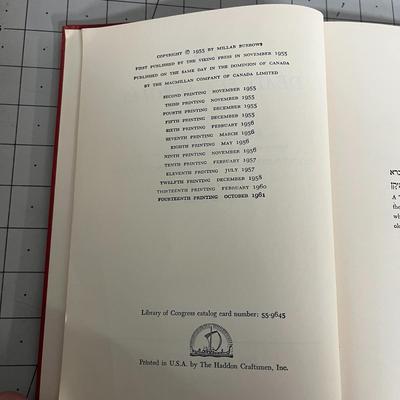 COPYRIGHT © 1955 BY MILLAR BURROWS
FIRST PUBLISHED BY THE VIKING PRESS IN NOVEMBER 1955
PUBLISHED ON THE SAME DAY IN THE DOMINION OF CANADA
BY THE MACMILLAN COMPANY OF CANADA LIMITED
SECOND PRINTING NOVEMBER 1955
THIRD PRINTING NOVEMBER 1955
FOURTH PRINTING DECEMBER 1955
FIFTH PRINTING DECEMBER 1955
SIXTH PRINTING FEBRUARY 1956
SEVENTH PRINTING MARCH 1956
EIGHTH PRINTING MAY 1956
NINTH PRINTING NOVEMBER 1956
TENTH PRINTING FEBRUARY 1957
ELEVENTH PRINTING JULY 1957
TWELFTH PRINTING DECEMBER 1958
THIRTEENTH PRINTING FEBRUARY 1960
FOURTEENTH PRINTING OCTOBER 1961
Library of Congress catalog card number: 55-9645
Printed in U.S.A. by The Haddon Craftsmen, Inc.